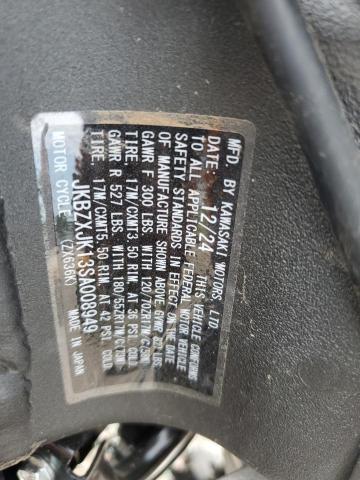 MFD. BY KAWASAKI MOTORS, LTD.
DATE: 12/24 THIS VEHICLE CONFORMS
TO ALL APPLICABLE FEDERAL MOTOR VEHICLE
SAFETY STANDARDS IN EFFECT ON THE DATE
OF MANUFACTURE SHOWN ABOVE. GVWR 827 LBS
GAWR F 300 LBS. WITH 120/70ZR17M/C(58W)
TIRE. 17M/CXMT3.50 RIM. AT 36 PSI. COLD
GAWR R 527 LBS. WITH 180/55ZR17M/C(73W)
TIRE. 17M/CXMT5.50 RIM. AT 42 PSI. COLD
JKBZXJK13SA008949
MOTOR CYCLE (ZX636K) MADE IN JAPAN